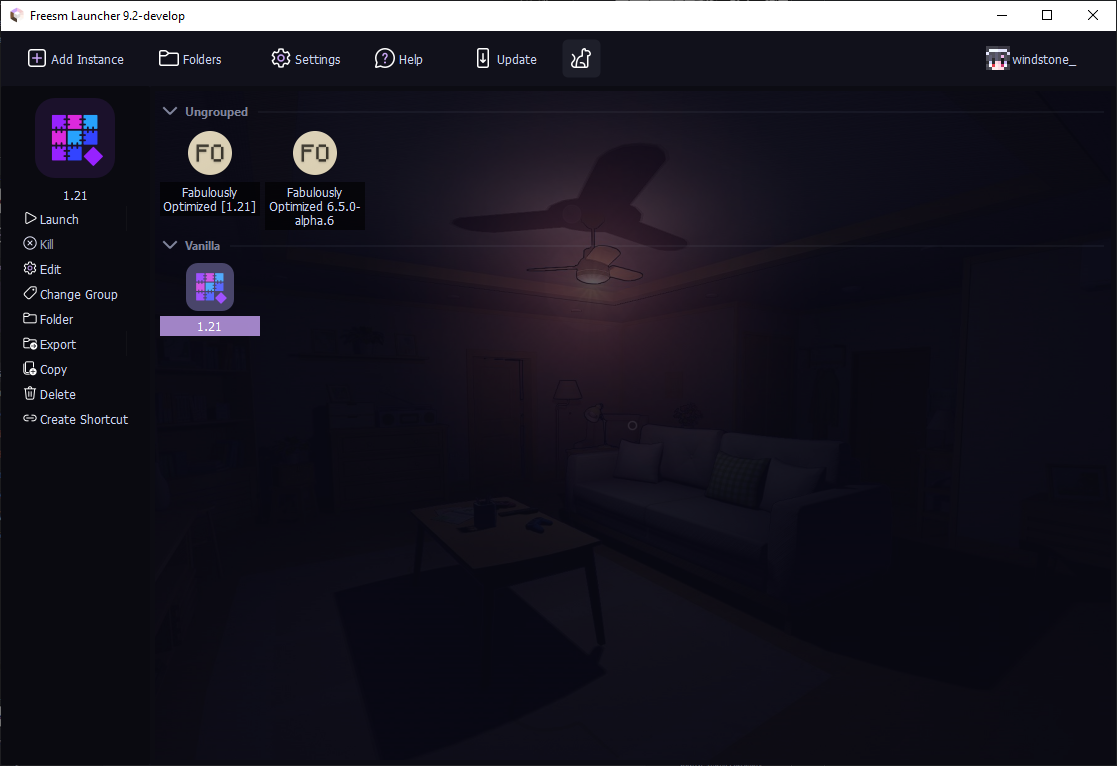 Freesm Launcher 9.2-develop
Add Instance
Folders
Settings
Help
Update
windstone_
1.21
Launch
Kill
Edit
Change Group
Folder
Export
Copy
Delete
Create Shortcut
Ungrouped
FO
Fabulously
Optimized [1.21]
FO
Fabulously
Optimized 6.5.0-
alpha.6
Vanilla
1.21